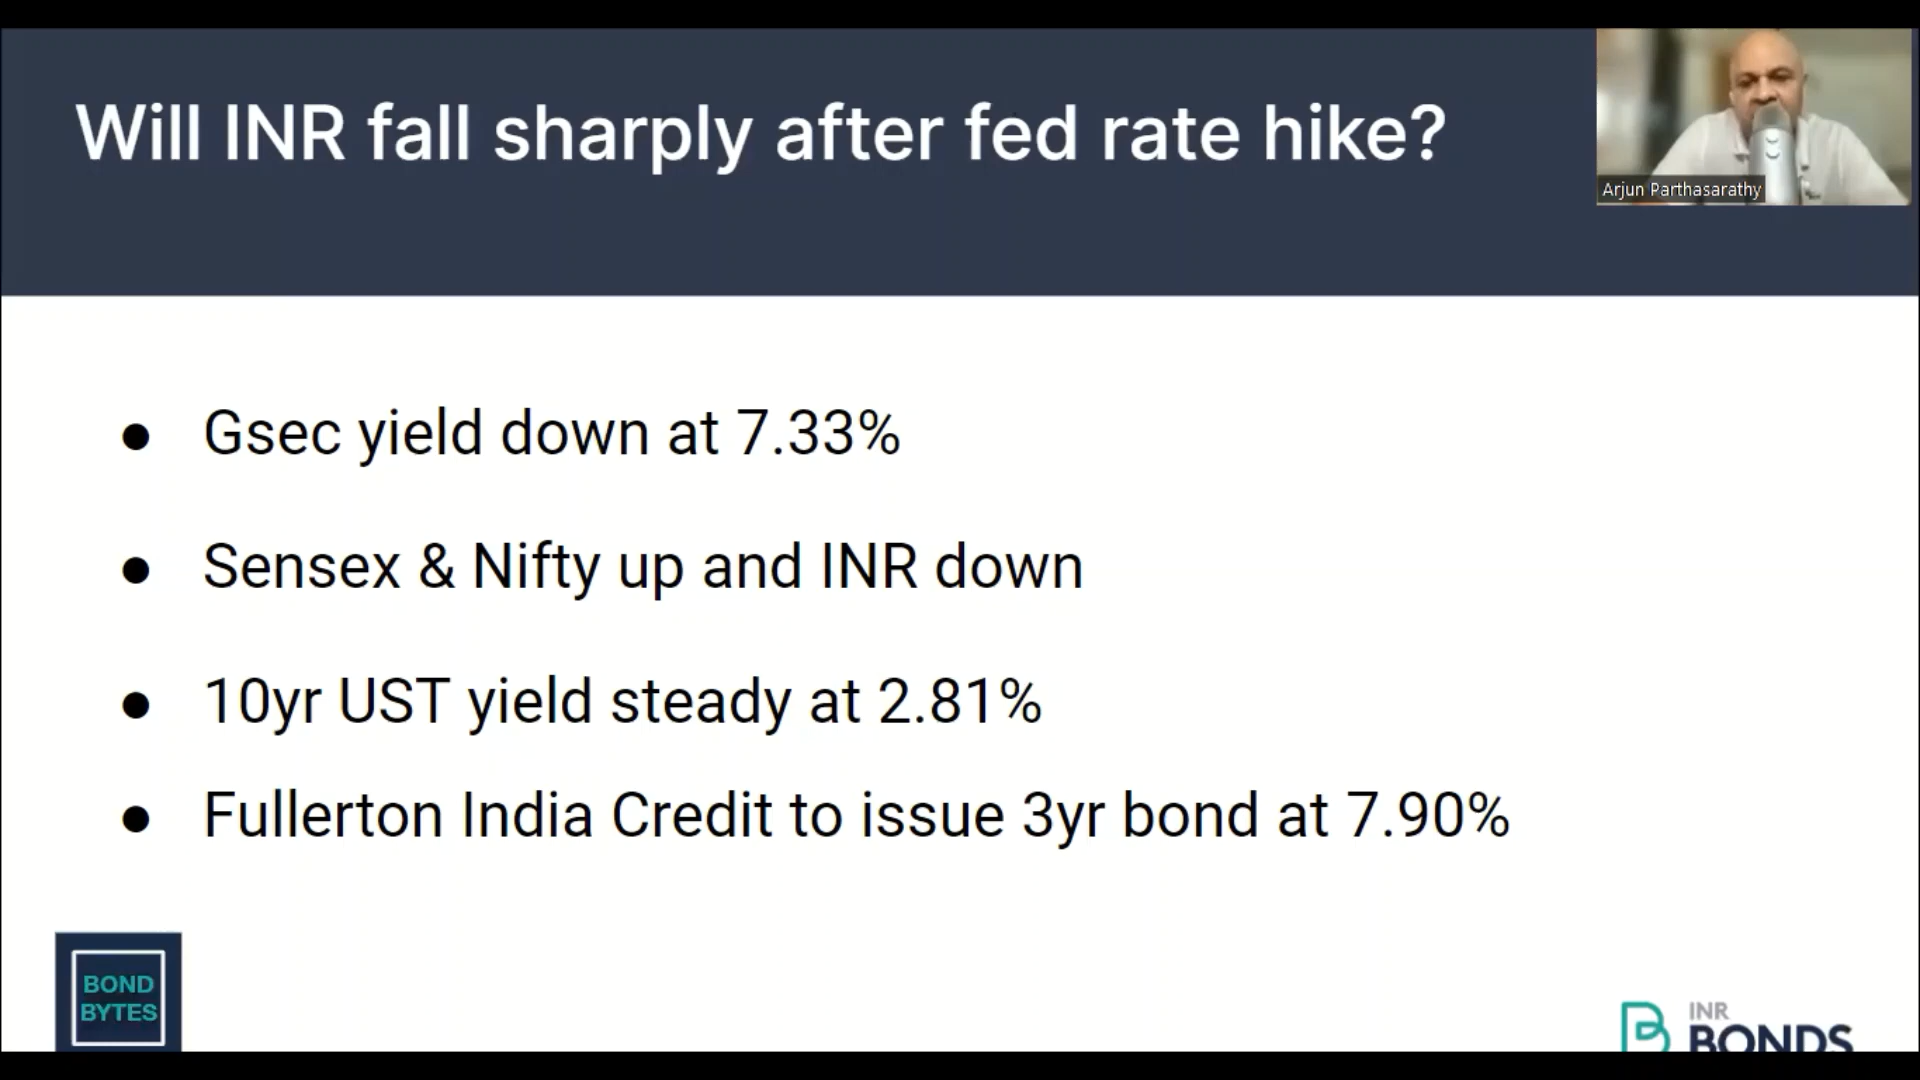 Will INR fall sharply after fed rate hike?
Arjun Parthasarathy
● Gsec yield down at 7.33%
● Sensex & Nifty up and INR down
● 10yr UST yield steady at 2.81%
● Fullerton India Credit to issue 3yr bond at 7.90%
BOND
BYTES
INR
BONDS